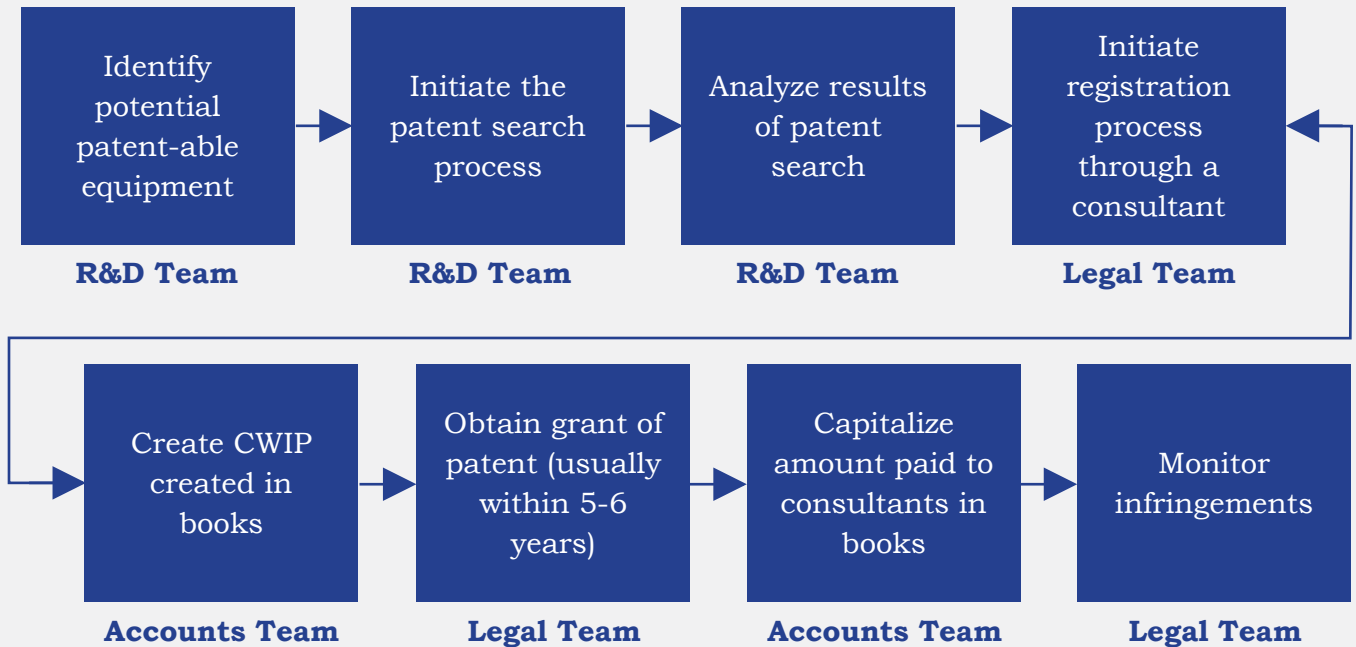 Identify
potential
patent-able
equipment
R&D Team
Initiate the
patent search
process
R&D Team
Analyze results
of patent
search
R&D Team
Initiate
registration
process
through a
consultant
Legal Team
Create CWIP
created in
books
Accounts Team
Obtain grant of
patent (usually
within 5-6
years)
Legal Team
Capitalize
amount paid to
consultants in
books
Accounts Team
Monitor
infringements
Legal Team